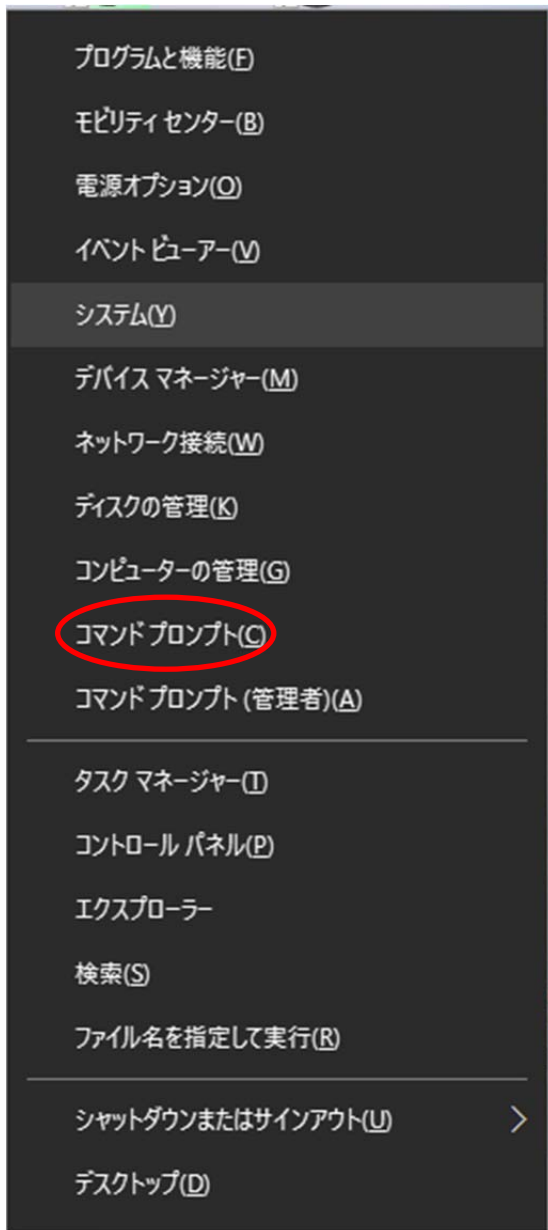 プログラムと機能(F)
モビリティ センター(B)
電源オプション(O)
イベント ビューアー(V)
システム(Y)
デバイス マネージャー(M)
ネットワーク接続(W)
ディスクの管理(K)
コンピューターの管理(G)
コマンド プロンプト(C)
コマンド プロンプト (管理者)(A)
タスク マネージャー(T)
コントロール パネル(P)
エクスプローラー
検索(S)
ファイル名を指定して実行(R)
シャットダウンまたはサインアウト(U)
デスクトップ(D)